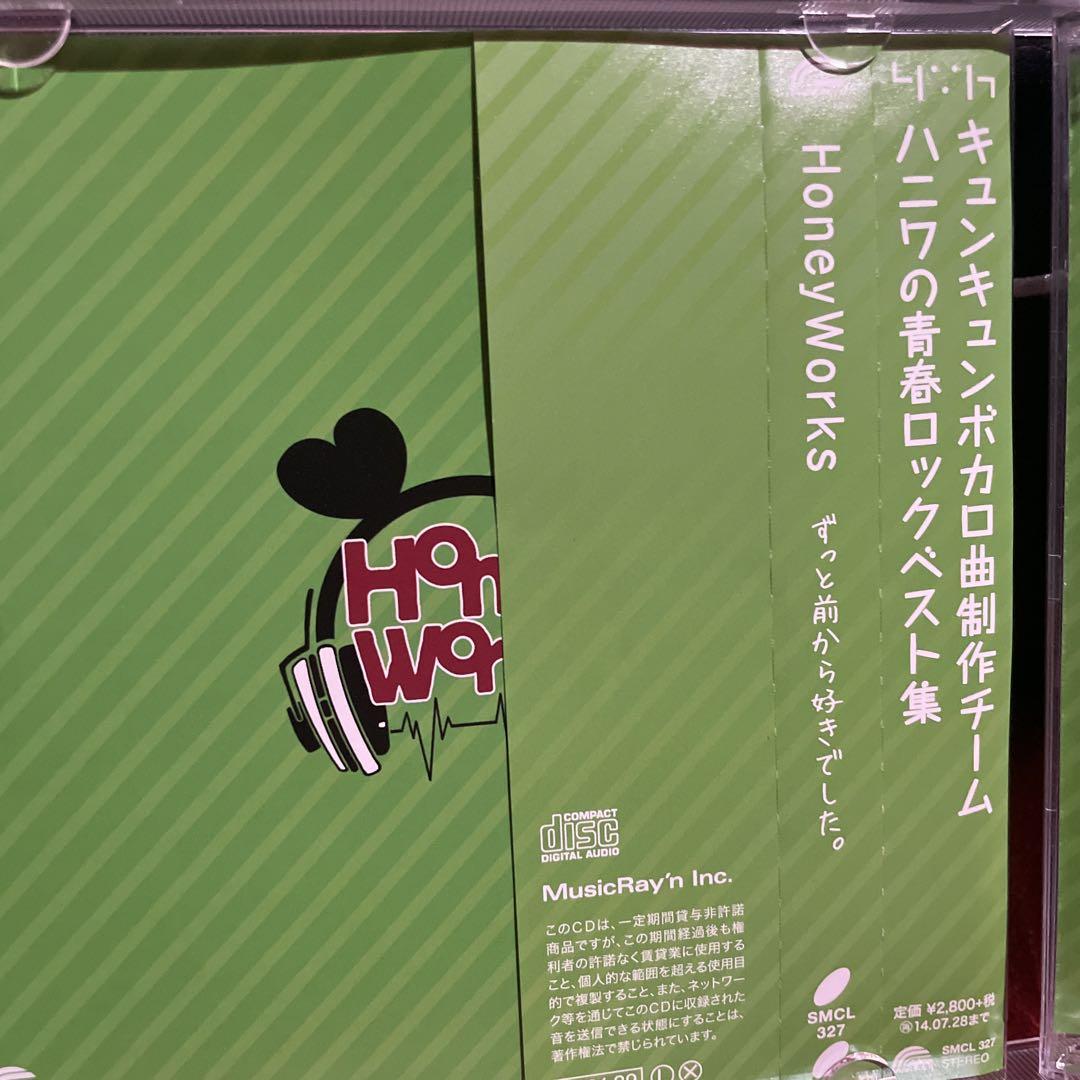 キュンキュンボカロ曲制作チーム
ハニワの青春ロックベスト集
HoneyWorks ずっと前から好きでした。
COMPACT
disc
DIGITAL AUDIO
MusicRay'n Inc.
このCDは、一定期間貸与非許諾
商品ですが、この期間経過後も権
利者の許諾なく賃貸業に使用する
こと、個人的な範囲を超える使用目
的で複製すること、また、ネットワー
ク等を通じてこのCDに収録された
音を送信できる状態にすることは、
著作権法で禁じられています。
SMCL
327
定価 ¥2,800+税
再14.07.28まで
SMCL 327
STEREO